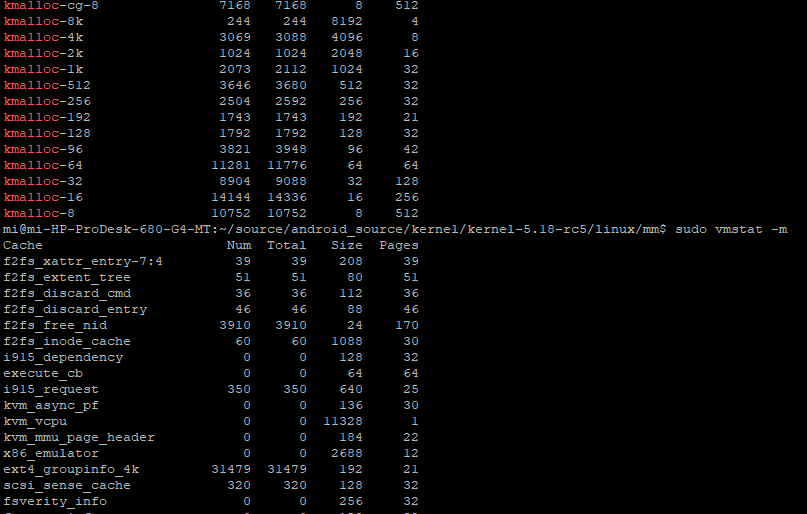 kmalloc-cg-8 7168 7168 8 512
kmalloc-8k 244 244 8192 4
kmalloc-4k 3069 3088 4096 8
kmalloc-2k 1024 1024 2048 16
kmalloc-1k 2073 2112 1024 32
kmalloc-512 3646 3680 512 32
kmalloc-256 2504 2592 256 32
kmalloc-192 1743 1743 192 21
kmalloc-128 1792 1792 128 32
kmalloc-96 3821 3948 96 42
kmalloc-64 11281 11776 64 64
kmalloc-32 8904 9088 32 128
kmalloc-16 14144 14336 16 256
kmalloc-8 10752 10752 8 512
mi@mi-HP-ProDesk-680-G4-MT:~/source/android_source/kernel/kernel-5.18-rc5/linux/mm$ sudo vmstat -m
Cache Num Total Size Pages
f2fs_xattr_entry-7:4 39 39 208 39
f2fs_extent_tree 51 51 80 51
f2fs_discard_cmd 36 36 112 36
f2fs_discard_entry 46 46 88 46
f2fs_free_nid 3910 3910 24 170
f2fs_inode_cache 60 60 1088 30
i915_dependency 0 0 128 32
execute_cb 0 0 64 64
i915_request 350 350 640 25
kvm_async_pf 0 0 136 30
kvm_vcpu 0 0 11328 1
kvm_mmu_page_header 0 0 184 22
x86_emulator 0 0 2688 12
ext4_groupinfo_4k 31479 31479 192 21
scsi_sense_cache 320 320 128 32
fsverity_info 0 0 256 32